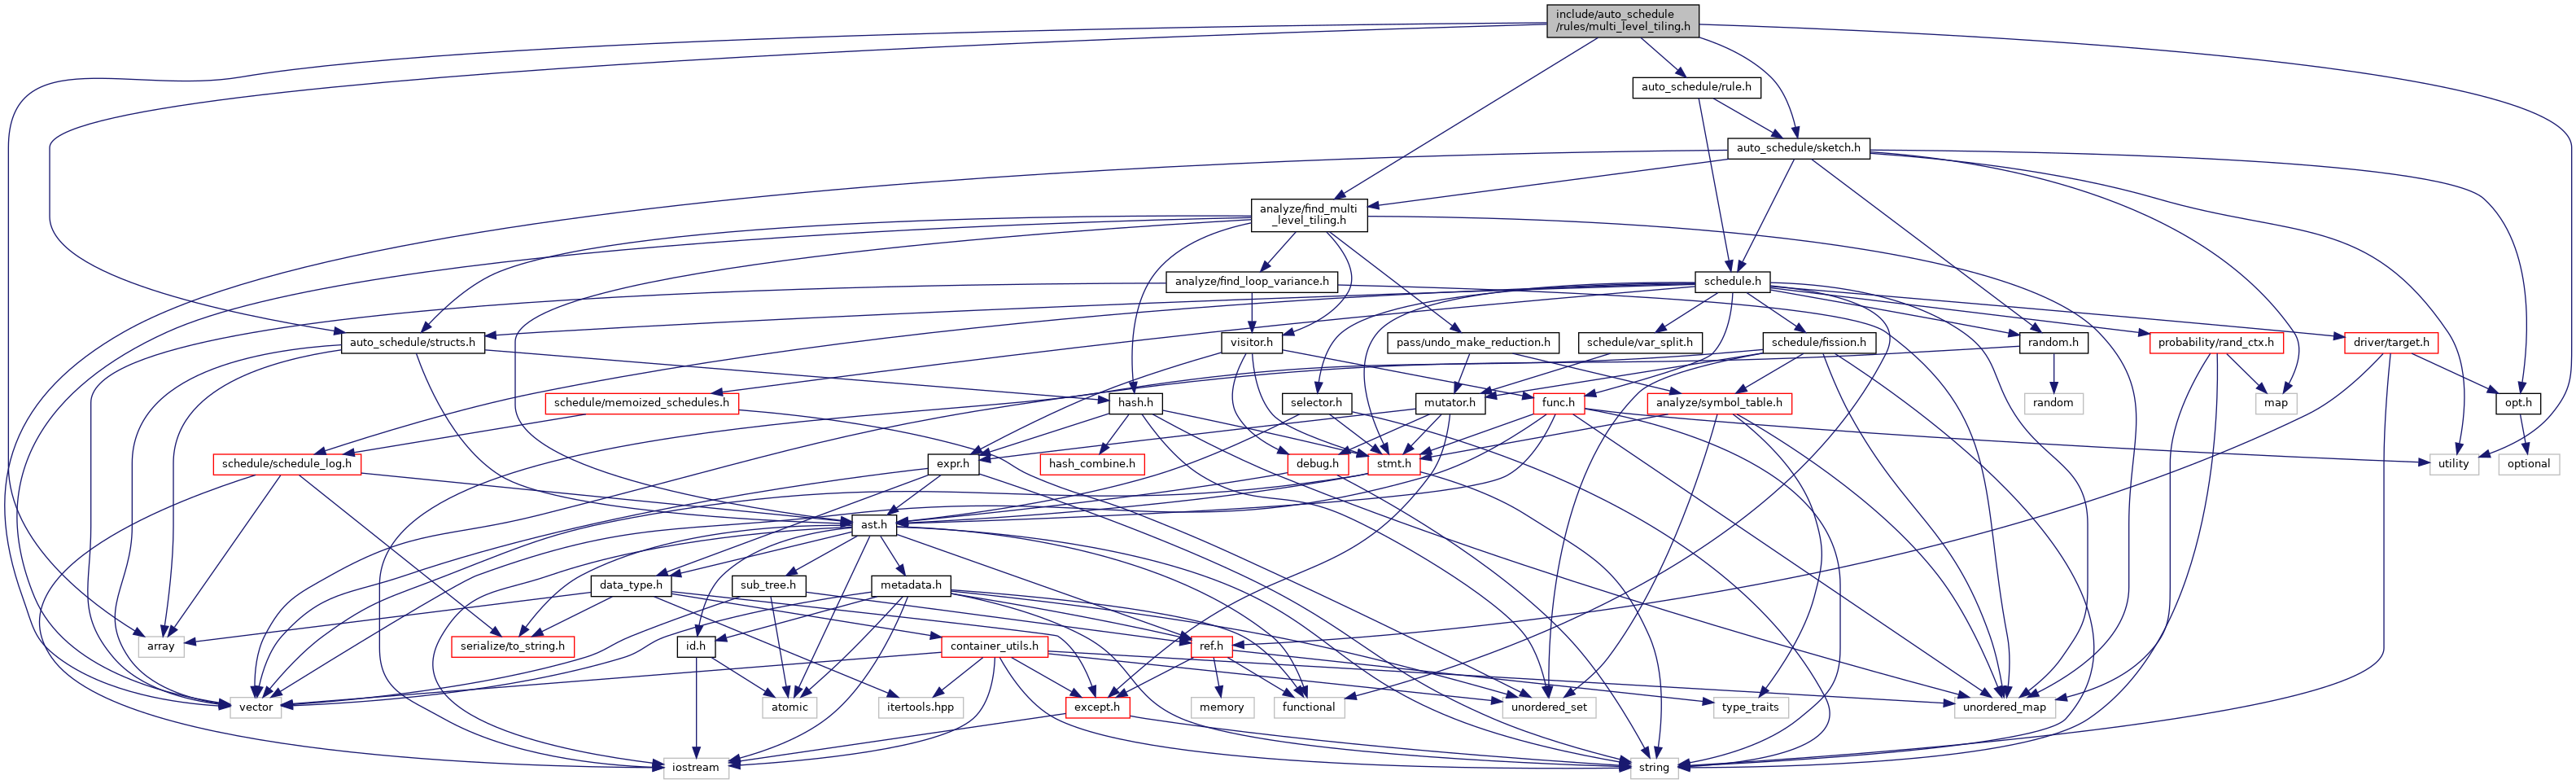 include/auto_schedule
/rules/multi_level_tiling.h
auto_schedule/rule.h
auto_schedule/sketch.h
analyze/find_multi
_level_tiling.h
analyze/find_loop_variance.h
schedule.h
auto_schedule/structs.h
visitor.h
pass/undo_make_reduction.h
schedule/var_split.h
schedule/fission.h
random.h
probability/rand_ctx.h
driver/target.h
schedule/memoized_schedules.h
hash.h
selector.h
mutator.h
func.h
analyze/symbol_table.h
random
map
opt.h
schedule/schedule_log.h
expr.h
hash_combine.h
debug.h
stmt.h
utility
optional
ast.h
data_type.h
sub_tree.h
metadata.h
array
serialize/to_string.h
id.h
container_utils.h
ref.h
vector
atomic
itertools.hpp
except.h
memory
functional
unordered_set
type_traits
unordered_map
iostream
string